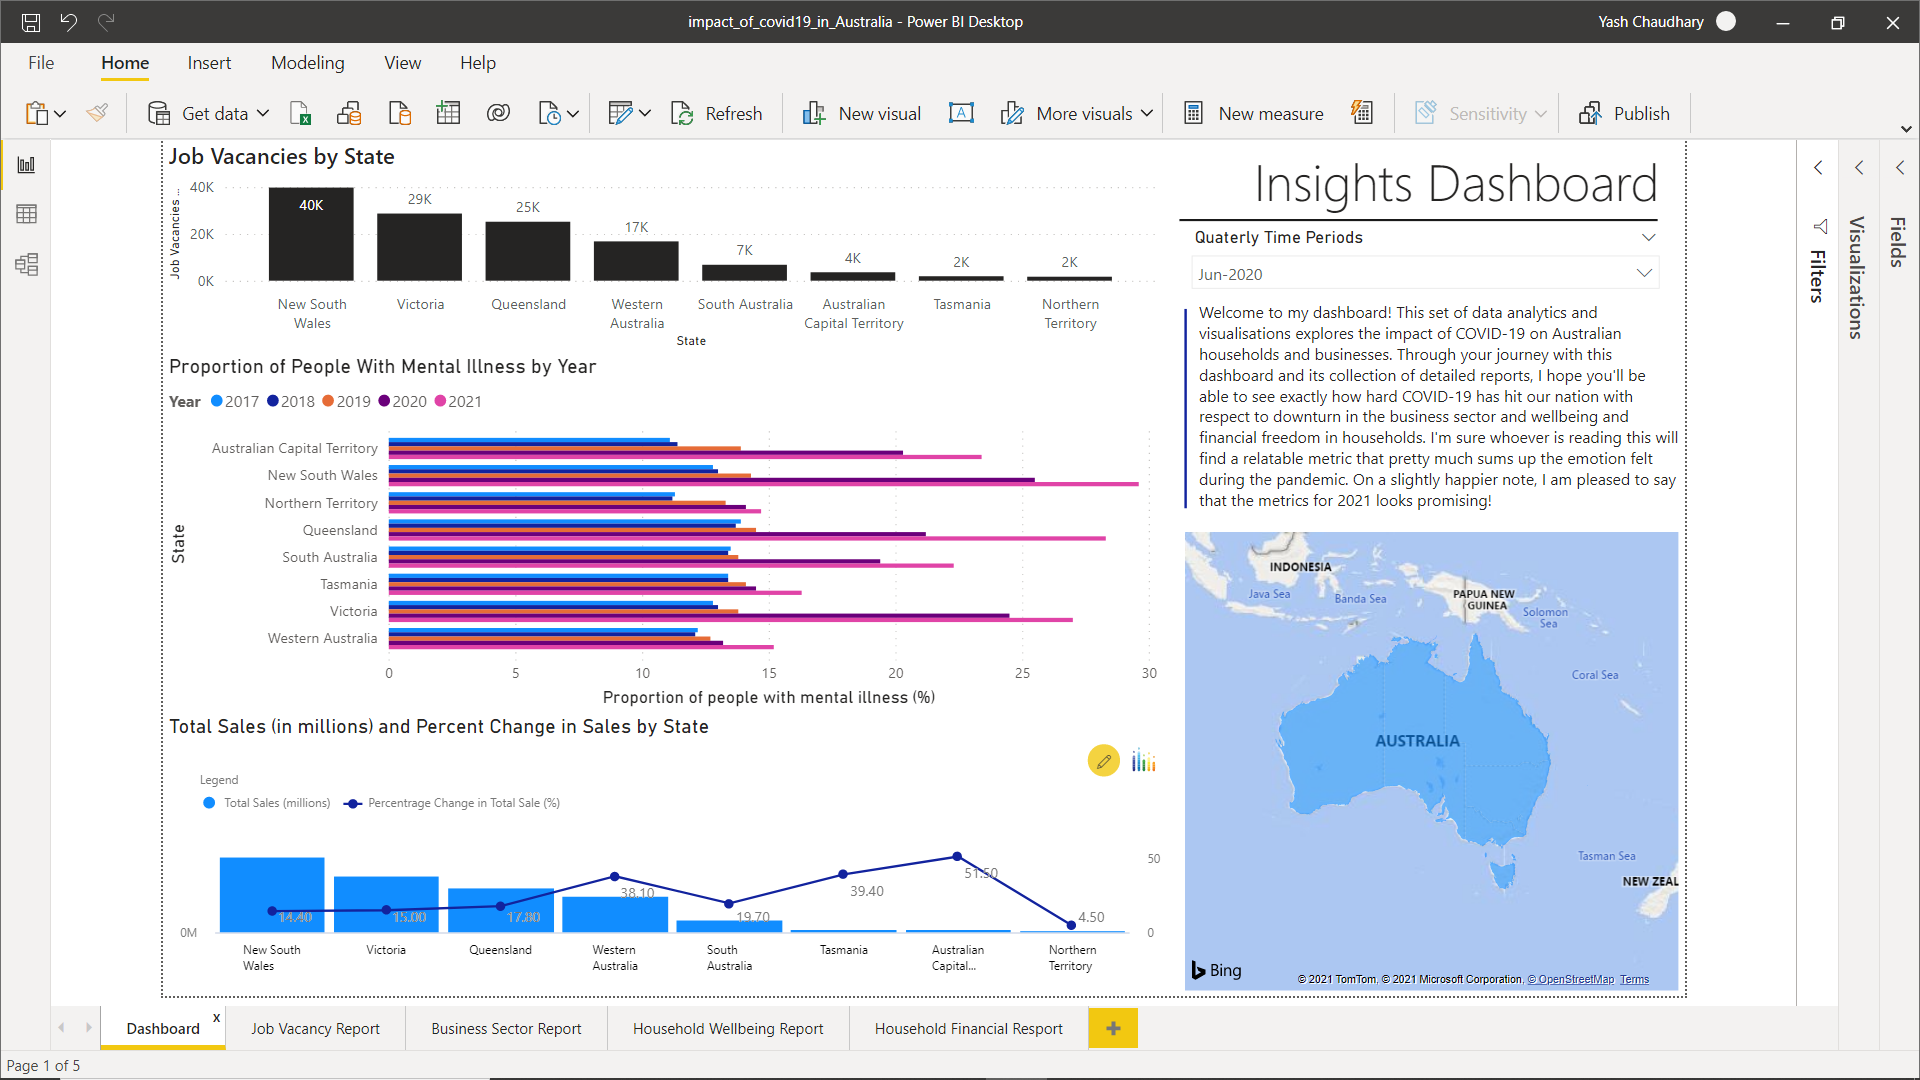 impact_of_covid19_in_Australia - Power BI Desktop
Yash Chaudhary
File
Home
Insert
Modeling
View
Help
Get data
Refresh
New visual
More visuals
New measure
Sensitivity
Publish
Job Vacancies by State
Job Vacancies ...
40K
20K
0K
40K
29K
25K
17K
7K
4K
2K
2K
New South
Wales
Victoria
Queensland
Western
Australia
South Australia
Australian
Capital Territory
Tasmania
Northern
Territory
State
Proportion of People With Mental Illness by Year
Year 2017 2018 2019 2020 2021
State
Australian Capital Territory
New South Wales
Northern Territory
Queensland
South Australia
Tasmania
Victoria
Western Australia
0 5 10 15 20 25 30
Proportion of people with mental illness (%)
Total Sales (in millions) and Percent Change in Sales by State
Legend
Total Sales (millions)
Percentrage Change in Total Sale (%)
0M
14.40
15.00
17.80
38.10
19.70
39.40
51.50
4.50
50
0
New South
Wales
Victoria
Queensland
Western
Australia
South
Australia
Tasmania
Australian
Capital...
Northern
Territory
Insights Dashboard
Quaterly Time Periods
Jun-2020
Welcome to my dashboard! This set of data analytics and
visualisations explores the impact of COVID-19 on Australian
households and businesses. Through your journey with this
dashboard and its collection of detailed reports, I hope you'll be
able to see exactly how hard COVID-19 has hit our nation with
respect to downturn in the business sector and wellbeing and
financial freedom in households. I'm sure whoever is reading this will
find a relatable metric that pretty much sums up the emotion felt
during the pandemic. On a slightly happier note, I am pleased to say
that the metrics for 2021 looks promising!
INDONESIA
Java Sea
Banda Sea
PAPUA NEW
GUINEA
Solomon
Sea
Coral Sea
AUSTRALIA
Tasman Sea
NEW ZEAL
Bing
© 2021 TomTom, © 2021 Microsoft Corporation, © OpenStreetMap Terms
Filters
Visualizations
Fields
Dashboard
x
Job Vacancy Report
Business Sector Report
Household Wellbeing Report
Household Financial Resport
Page 1 of 5